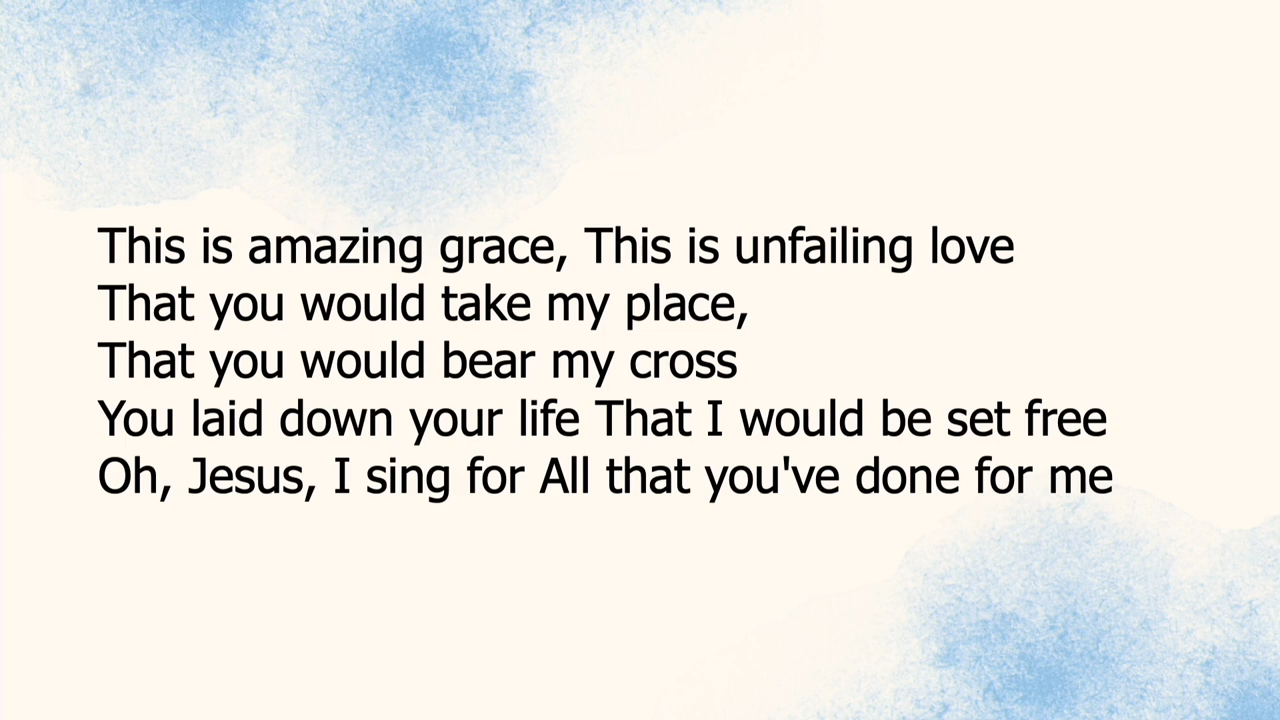 This is amazing grace, This is unfailing love
That you would take my place,
That you would bear my cross
You laid down your life That I would be set free
Oh, Jesus, I sing for All that you've done for me